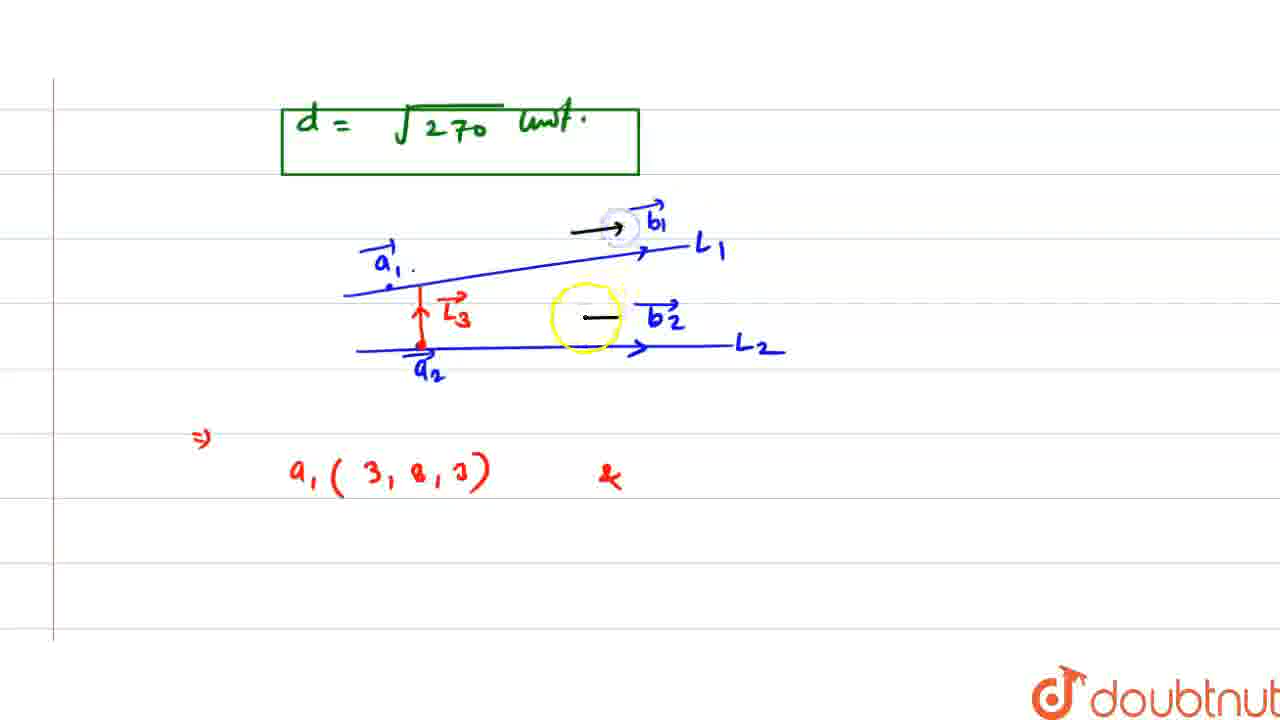 d = √270 unit.
b₁
L₁
a₁.
L₃
b₂
L₂
a₂
⇒
a₁ ( 3, 8, 3 ) &
doubtnut